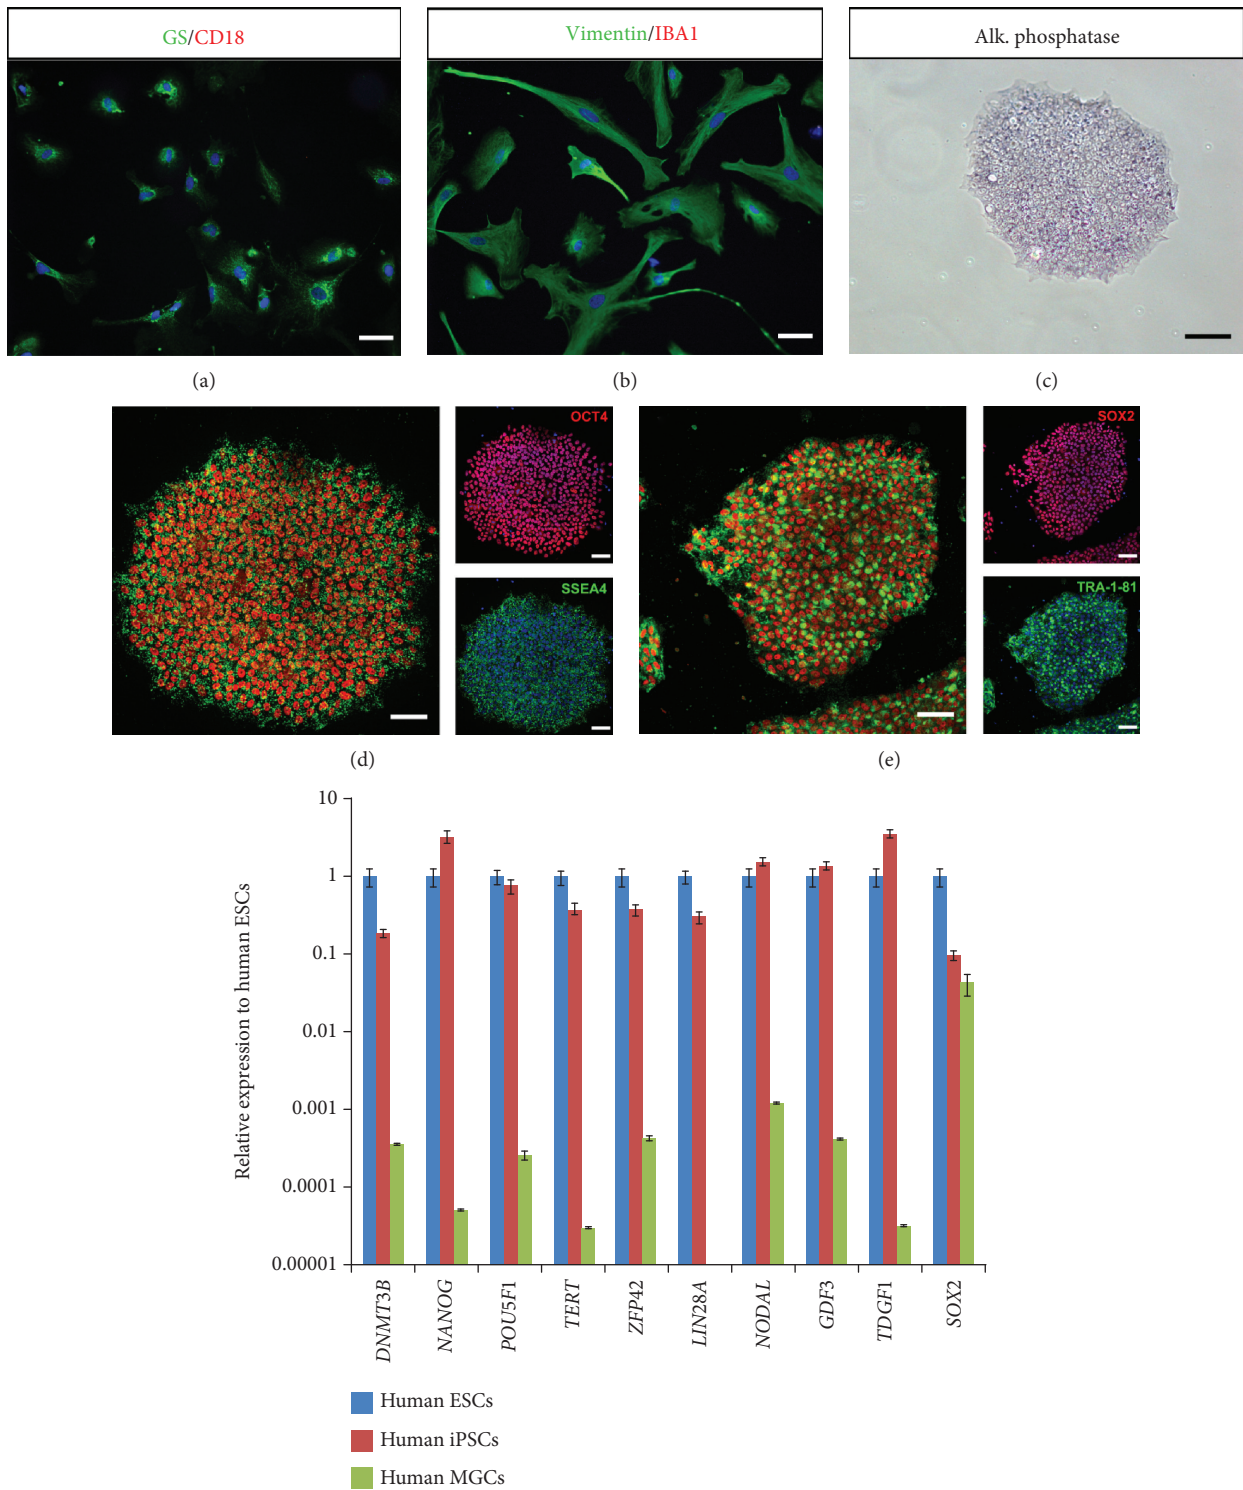 GS/CD18
Vimentin/IBA1
Alk. phosphatase
(a)
(b)
(c)
OCT4
SSEA4
SOX2
TRA-1-81
(d)
(e)
Relative expression to human ESCs
10
1
0.1
0.01
0.001
0.0001
0.00001
DNMT3B
NANOG
POU5F1
TERT
ZFP42
LIN28A
NODAL
GDF3
TDGF1
SOX2
Human ESCs
Human iPSCs
Human MGCs